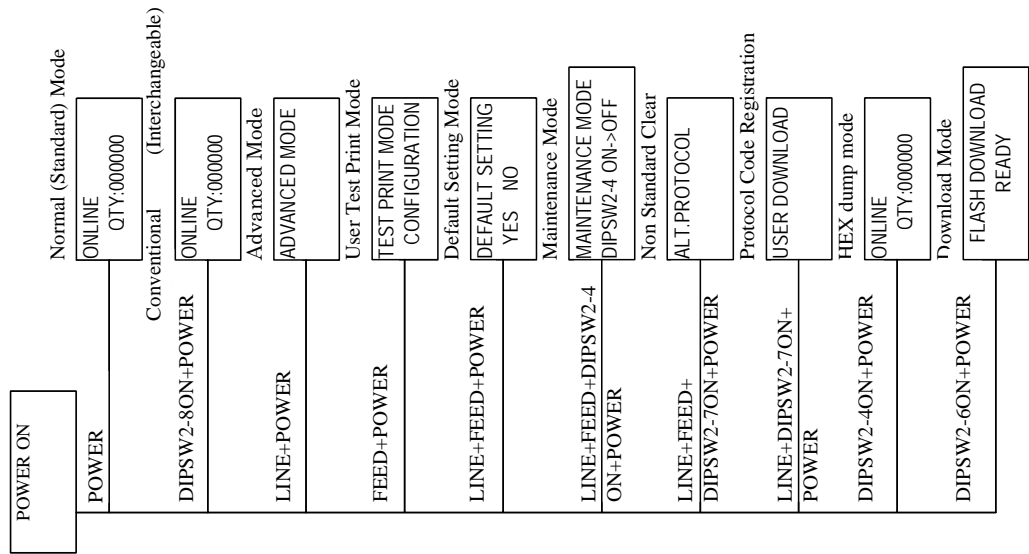 POWER ON
POWER
Normal (Standard) Mode
ONLINE
QTY:000000
DIPSW2-8ON+POWER
Conventional (Interchangeable)
ONLINE
QTY:000000
LINE+POWER
Advanced Mode
ADVANCED MODE
FEED+POWER
User Test Print Mode
TEST PRINT MODE
CONFIGURATION
LINE+FEED+POWER
Default Setting Mode
DEFAULT SETTING
YES NO
LINE+FEED+DIPSW2-4
ON+POWER
Maintenance Mode
MAINTENANCE MODE
DIPSW2-4 ON->OFF
LINE+FEED+
DIPSW2-7ON+POWER
Non Standard Clear
ALT.PROTOCOL
LINE+DIPSW2-7ON+
POWER
Protocol Code Registration
USER DOWNLOAD
DIPSW2-4ON+POWER
HEX dump mode
ONLINE
QTY:000000
DIPSW2-6ON+POWER
Download Mode
FLASH DOWNLOAD
READY